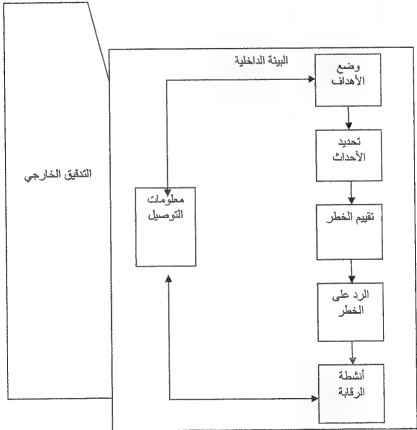 البيئة الداخلية
وضع
الأهداف
تحديد
الأحداث
التدقيق الخارجي
معلومات
التوصيل
تقييم الخطر
الرد على
الخطر
أنشطة
الرقابة